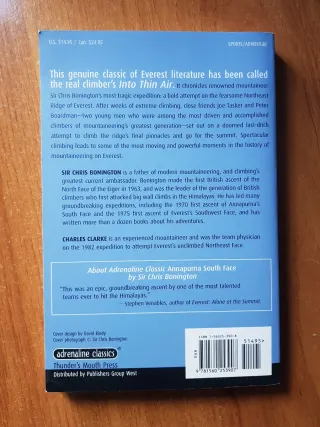 U.S. $14.95 / Can. $24.95
SPORTS/ADVENTURE
This genuine classic of Everest literature has been called
the real climber's Into Thin Air. It chronicles renowned mountaineer
Sir Chris Bonington's most tragic expedition: a bold attempt on the fearsome Northeast
Ridge of Everest. After weeks of extreme climbing, close friends Joe Tasker and Peter
Boardman—two young men who were among the most driven and accomplished
climbers of mountaineering's greatest generation—set out on a doomed last-ditch
attempt to climb the ridge's final pinnacles and go for the summit. Spectacular
climbing leads to some of the most moving and powerful moments in the history of
mountaineering on Everest.
SIR CHRIS BONINGTON is a father of modern mountaineering, and climbing's
greatest current ambassador. Bonington made the first British ascent of the
North Face of the Eiger in 1963, and was the leader of the generation of British
climbers who first attacked big wall climbs in the Himalayas. He has led many
groundbreaking expeditions, including the 1970 first ascent of Annapurna's
South Face and the 1975 first ascent of Everest's Southwest Face, and has
written more than a dozen books about his adventures.
CHARLES CLARKE is an experienced mountaineer and was the team physician
on the 1982 expedition to attempt Everest's unclimbed Northeast Face.
About Adrenaline Classic Annapurna South Face
by Sir Chris Bonington
"This was an epic, groundbreaking ascent by one of the most talented
teams ever to hit the Himalayas."
— Stephen Venables, author of Everest: Alone at the Summit
Cover design by David Riedy
Cover photograph © Sir Chris Bonington
adrenaline classics
Thunder's Mouth Press
Distributed by Publishers Group West
51495